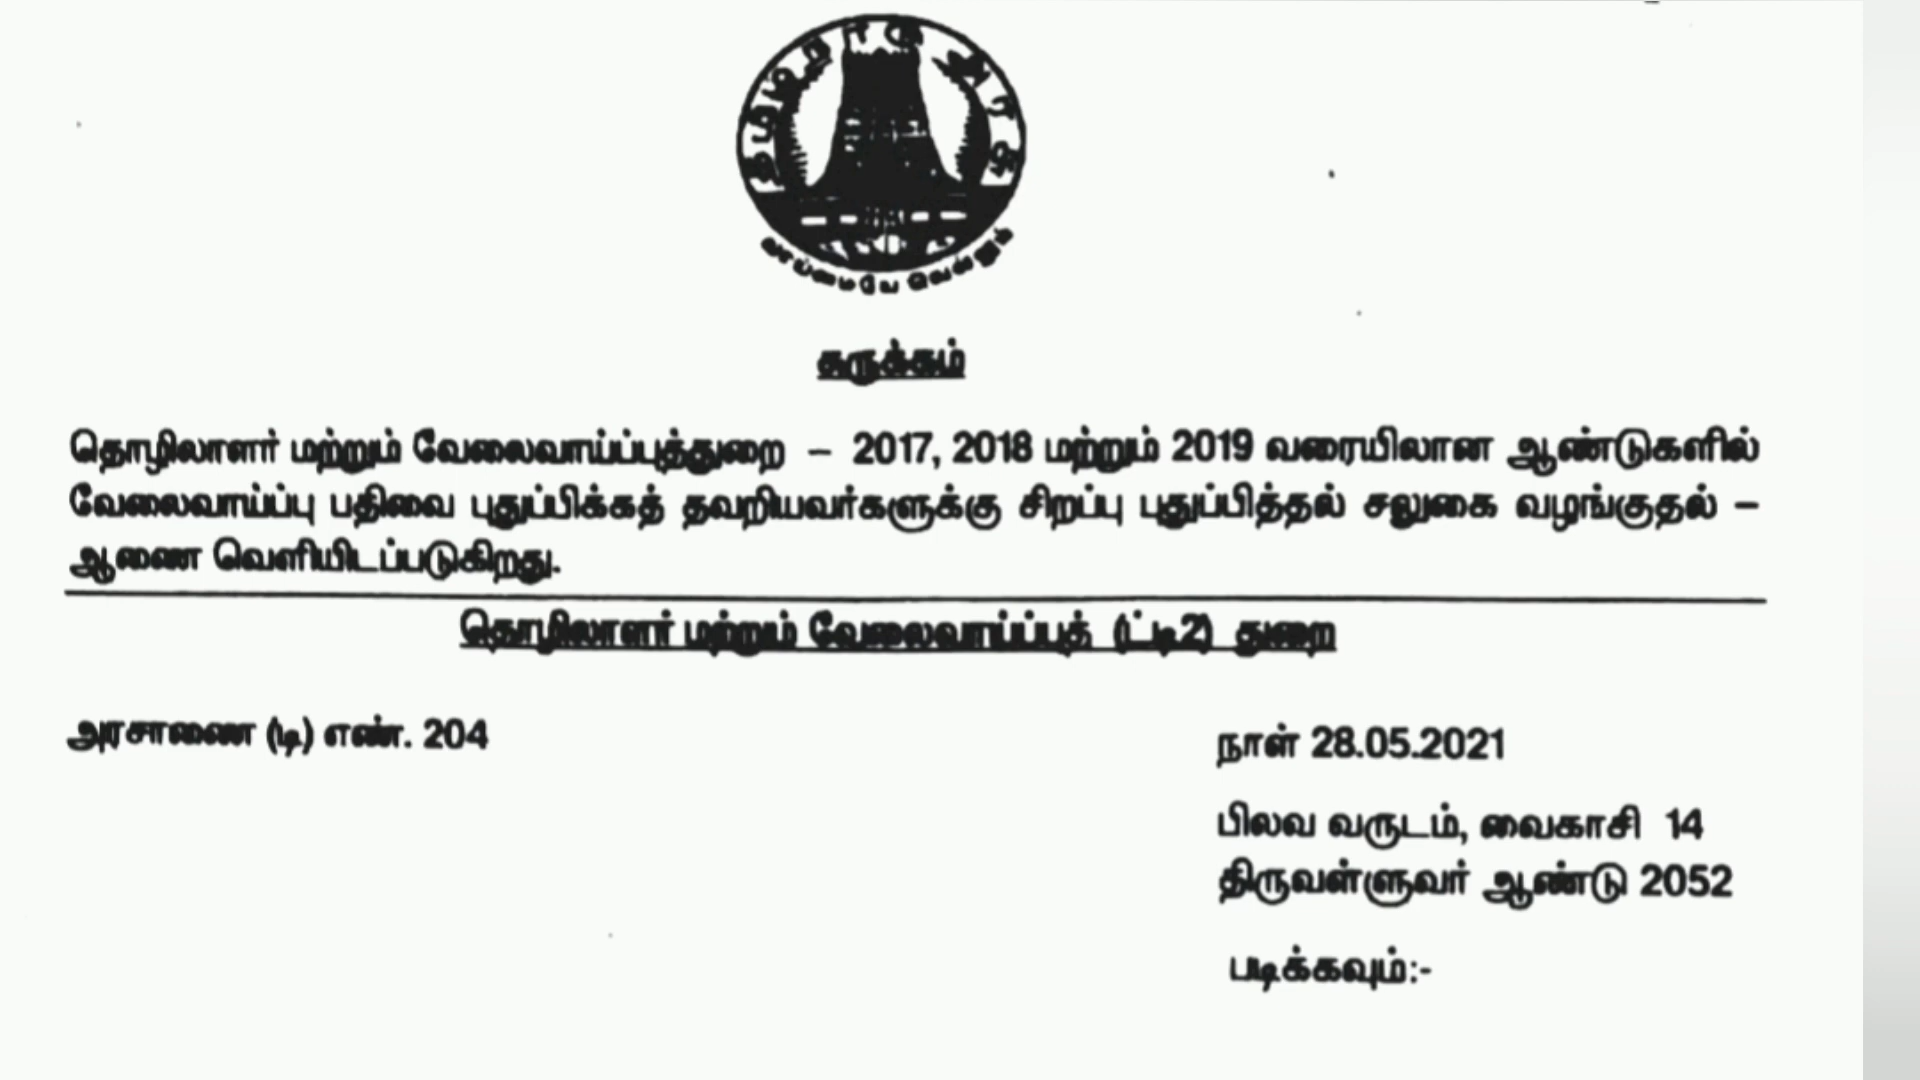 தமிழ்நாடு அரசு
வாய்மையே வெல்லும்
சுருக்கம்
தொழிலாளர் மற்றும் வேலைவாய்ப்புத்துறை – 2017, 2018 மற்றும் 2019 வரையிலான ஆண்டுகளில்
வேலைவாய்ப்பு பதிவை புதுப்பிக்கத் தவறியவர்களுக்கு சிறப்பு புதுப்பித்தல் சலுகை வழங்குதல் –
ஆணை வெளியிடப்படுகிறது.
தொழிலாளர் மற்றும் வேலைவாய்ப்புத் (ட்டி2) துறை
அரசாணை (டி) எண். 204
நாள் 28.05.2021
பிலவ வருடம், வைகாசி 14
திருவள்ளுவர் ஆண்டு 2052
படிக்கவும்:-